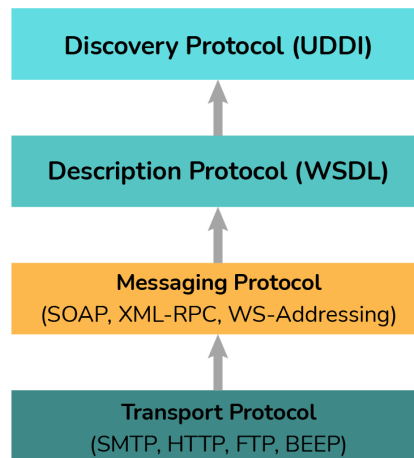 Discovery Protocol (UDDI)
Description Protocol (WSDL)
Messaging Protocol
(SOAP, XML-RPC, WS-Addressing)
Transport Protocol
(SMTP, HTTP, FTP, BEEP)